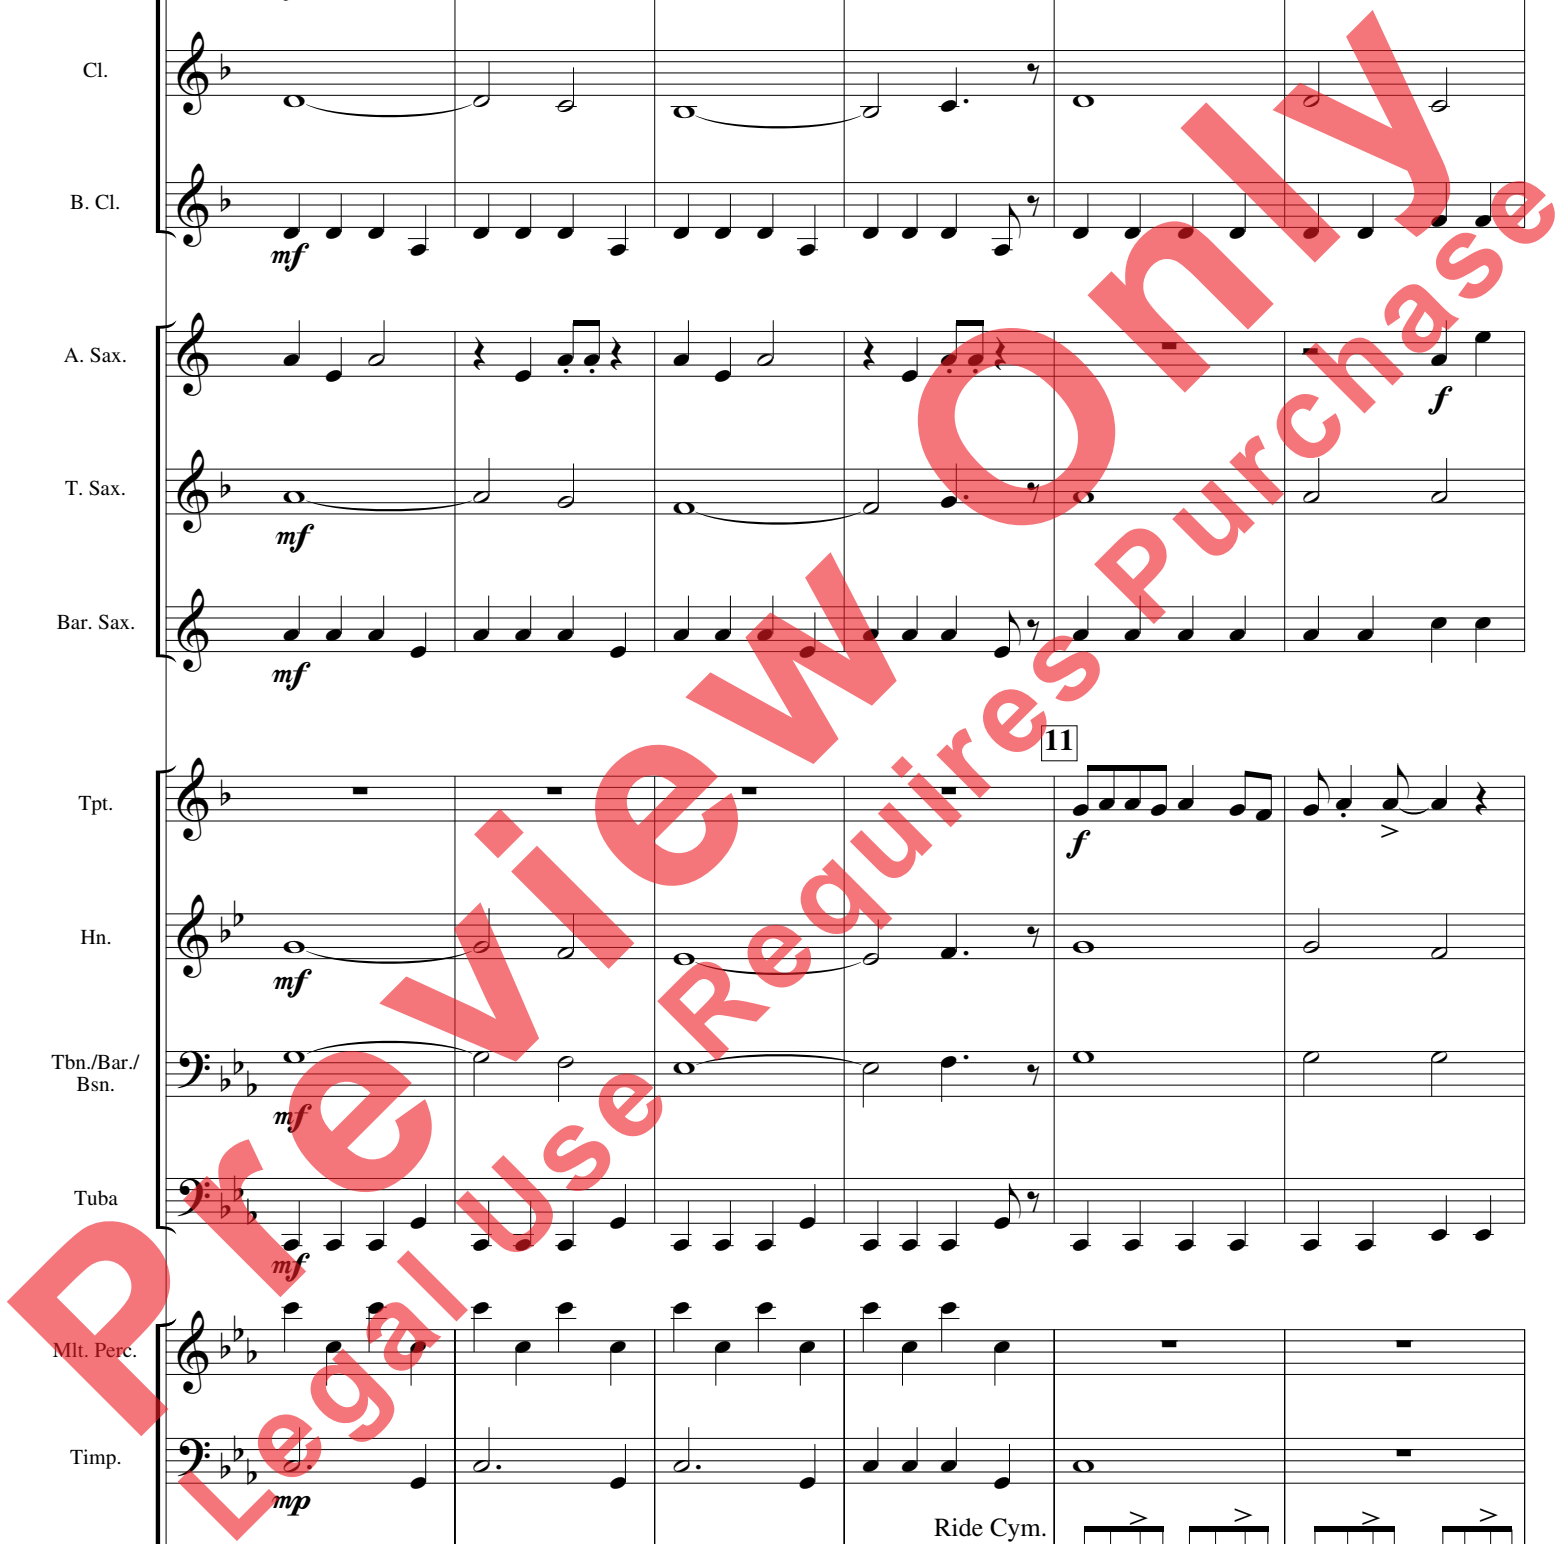 Cl.
B. Cl.
mf
A. Sax.
f
T. Sax.
mf
Bar. Sax.
mf
11
Tpt.
f
Hn.
mf
Tbn./Bar./
Bsn.
mf
Tuba
mf
Mlt. Perc.
Timp.
mp
Ride Cym.
Preview Only
Legal Use Requires Purchase